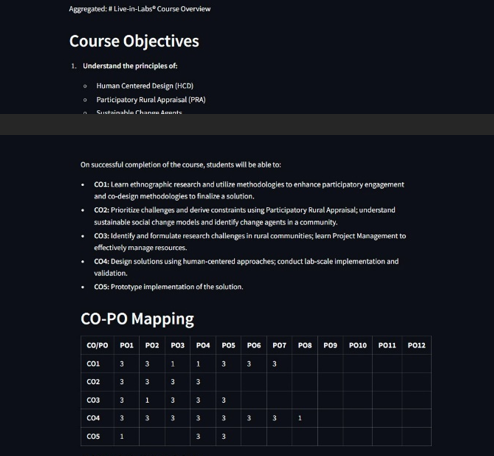 Aggregated: # Live-in-Labs® Course Overview
Course Objectives
1. Understand the principles of:
Human Centered Design (HCD)
Participatory Rural Appraisal (PRA)
Sustainable Change Agents
On successful completion of the course, students will be able to:
• CO1: Learn ethnographic research and utilize methodologies to enhance participatory engagement
and co-design methodologies to finalize a solution.
• CO2: Prioritize challenges and derive constraints using Participatory Rural Appraisal; understand
sustainable social change models and identify change agents in a community.
• CO3: Identify and formulate research challenges in rural communities; learn Project Management to
effectively manage resources.
• CO4: Design solutions using human-centered approaches; conduct lab-scale implementation and
validation.
• CO5: Prototype implementation of the solution.
CO-PO Mapping
CO/PO PO1 PO2 PO3 PO4 PO5 PO6 PO7 PO8 PO9 PO10 PO11 PO12
CO1 3 3 1 1 3 3 3
CO2 3 3 3 3
CO3 3 1 3 3 3
CO4 3 3 3 3 3 3 3 1
CO5 1 3 3